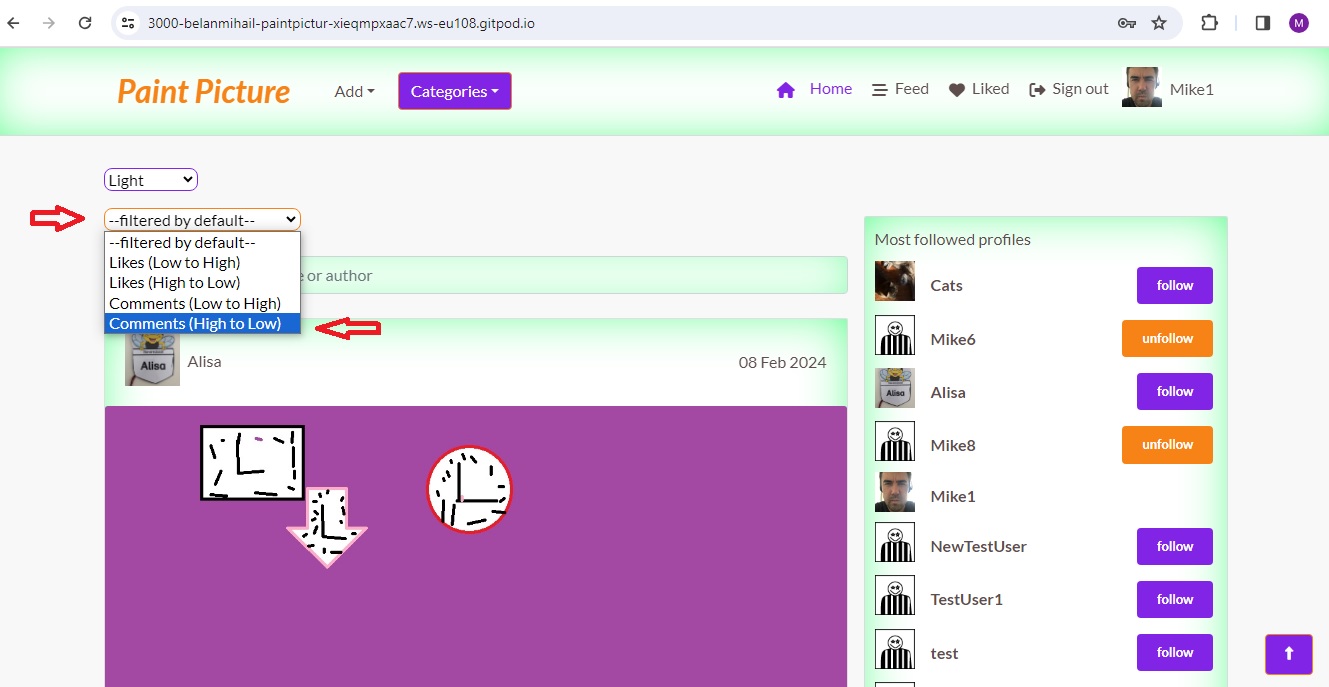 3000-belanmihail-paintpictur-xieqmpxaac7.ws-eu108.gitpod.io
M
Paint Picture
Add
Categories
Home
Feed
Liked
Sign out
Mike1
Light
--filtered by default--
--filtered by default--
Likes (Low to High)
Likes (High to Low)
Comments (Low to High)
Comments (High to Low)
or author
Alisa
Alisa
08 Feb 2024
Most followed profiles
Cats
follow
Mike6
unfollow
Alisa
Alisa
follow
Mike8
unfollow
Mike1
NewTestUser
follow
TestUser1
follow
test
follow